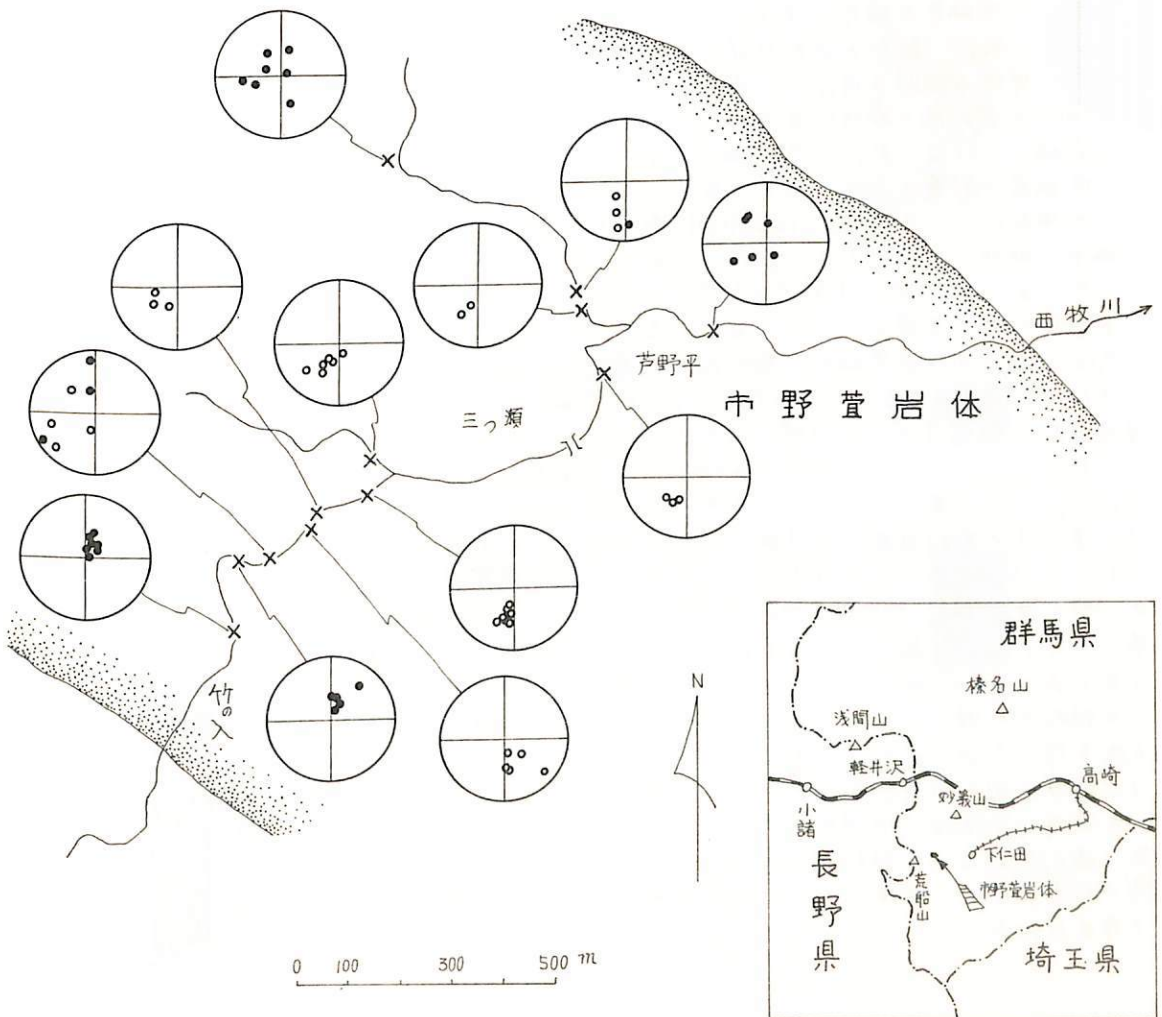 西牧川
芦野平
市野萱岩体
三つ瀬
竹の入
N
0 100 300 500 m
群馬県
榛名山
浅間山
軽井沢
妙義山
高崎
小諸
下仁田
荒船山
市野萱岩体
長野県
埼玉県